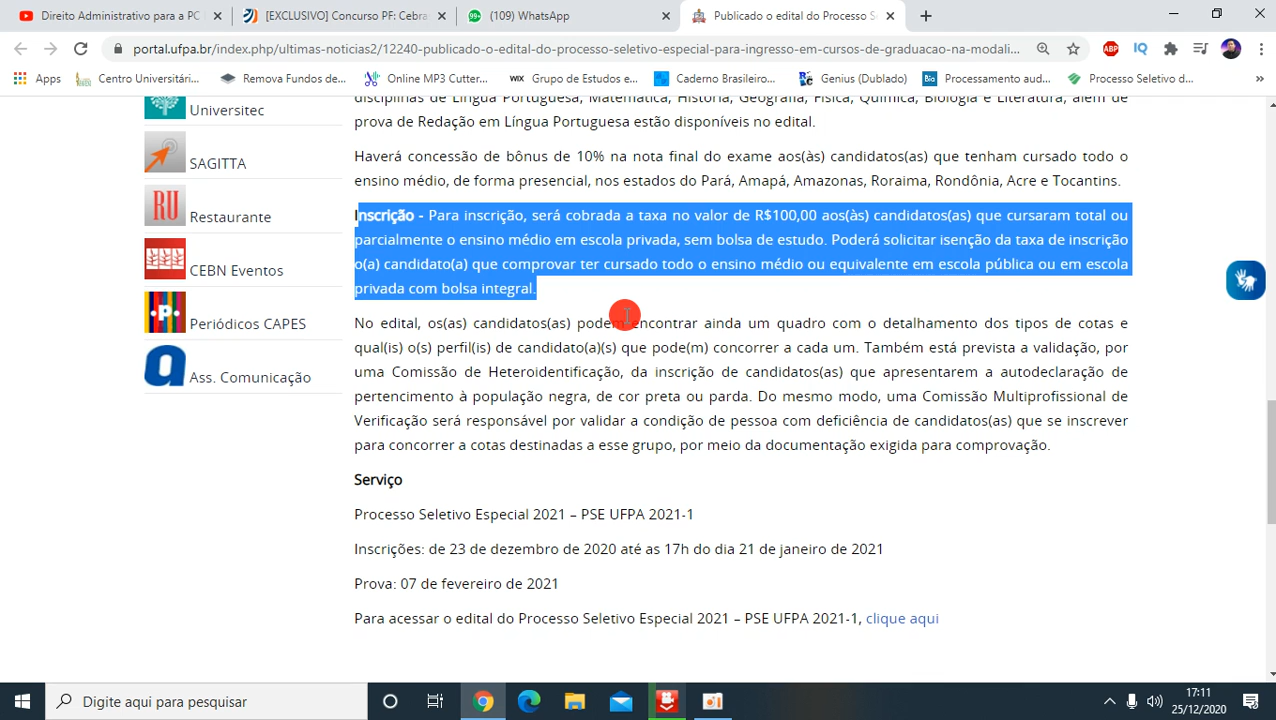 Direito Administrativo para a PC
[EXCLUSIVO] Concurso PF: Cebra
(109) WhatsApp
Publicado o edital do Processo S
portal.ufpa.br/index.php/ultimas-noticias2/12240-publicado-o-edital-do-processo-seletivo-especial-para-ingresso-em-cursos-de-graduacao-na-modali...
Apps
Centro Universitári...
Remova Fundos de...
Online MP3 Cutter...
WIX Grupo de Estudos e...
Caderno Brasileiro...
Genius (Dublado)
Bio Processamento aud...
Processo Seletivo d...
»
disciplinas de Língua Portuguesa, Matemática, História, Geografia, Física, Química, Biologia e Literatura, além de
prova de Redação em Língua Portuguesa estão disponíveis no edital.
Haverá concessão de bônus de 10% na nota final do exame aos(às) candidatos(as) que tenham cursado todo o
ensino médio, de forma presencial, nos estados do Pará, Amapá, Amazonas, Roraima, Rondônia, Acre e Tocantins.
Inscrição - Para inscrição, será cobrada a taxa no valor de R$100,00 aos(às) candidatos(as) que cursaram total ou
parcialmente o ensino médio em escola privada, sem bolsa de estudo. Poderá solicitar isenção da taxa de inscrição
o(a) candidato(a) que comprovar ter cursado todo o ensino médio ou equivalente em escola pública ou em escola
privada com bolsa integral.
No edital, os(as) candidatos(as) podem encontrar ainda um quadro com o detalhamento dos tipos de cotas e
qual(is) o(s) perfil(is) de candidato(a)(s) que pode(m) concorrer a cada um. Também está prevista a validação, por
uma Comissão de Heteroidentificação, da inscrição de candidatos(as) que apresentarem a autodeclaração de
pertencimento à população negra, de cor preta ou parda. Do mesmo modo, uma Comissão Multiprofissional de
Verificação será responsável por validar a condição de pessoa com deficiência de candidatos(as) que se inscrever
para concorrer a cotas destinadas a esse grupo, por meio da documentação exigida para comprovação.
Serviço
Processo Seletivo Especial 2021 – PSE UFPA 2021-1
Inscrições: de 23 de dezembro de 2020 até as 17h do dia 21 de janeiro de 2021
Prova: 07 de fevereiro de 2021
Para acessar o edital do Processo Seletivo Especial 2021 – PSE UFPA 2021-1, clique aqui
Universitec
SAGITTA
RU Restaurante
CEBN Eventos
.p. Periódicos CAPES
a Ass. Comunicação
ABP
IQ
Digite aqui para pesquisar
17:11
25/12/2020